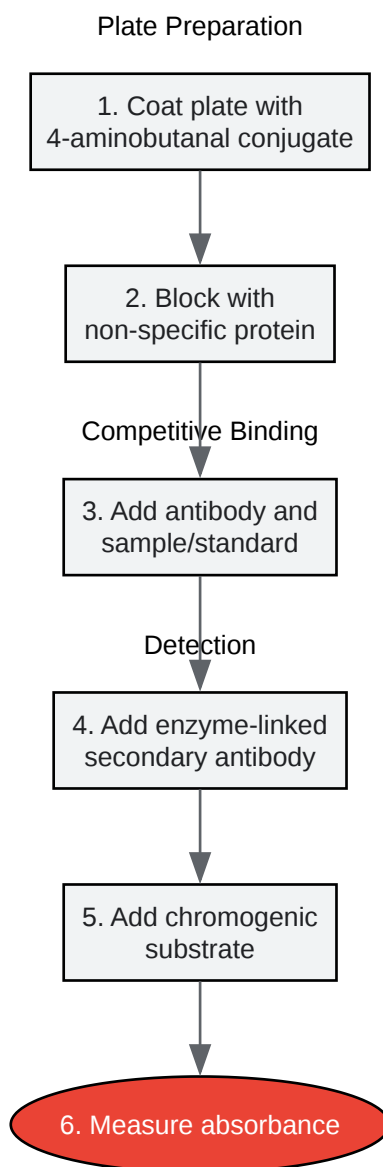 Plate Preparation
1. Coat plate with
4-aminobutanal conjugate
2. Block with
non-specific protein
Competitive Binding
3. Add antibody and
sample/standard
Detection
4. Add enzyme-linked
secondary antibody
5. Add chromogenic
substrate
6. Measure absorbance